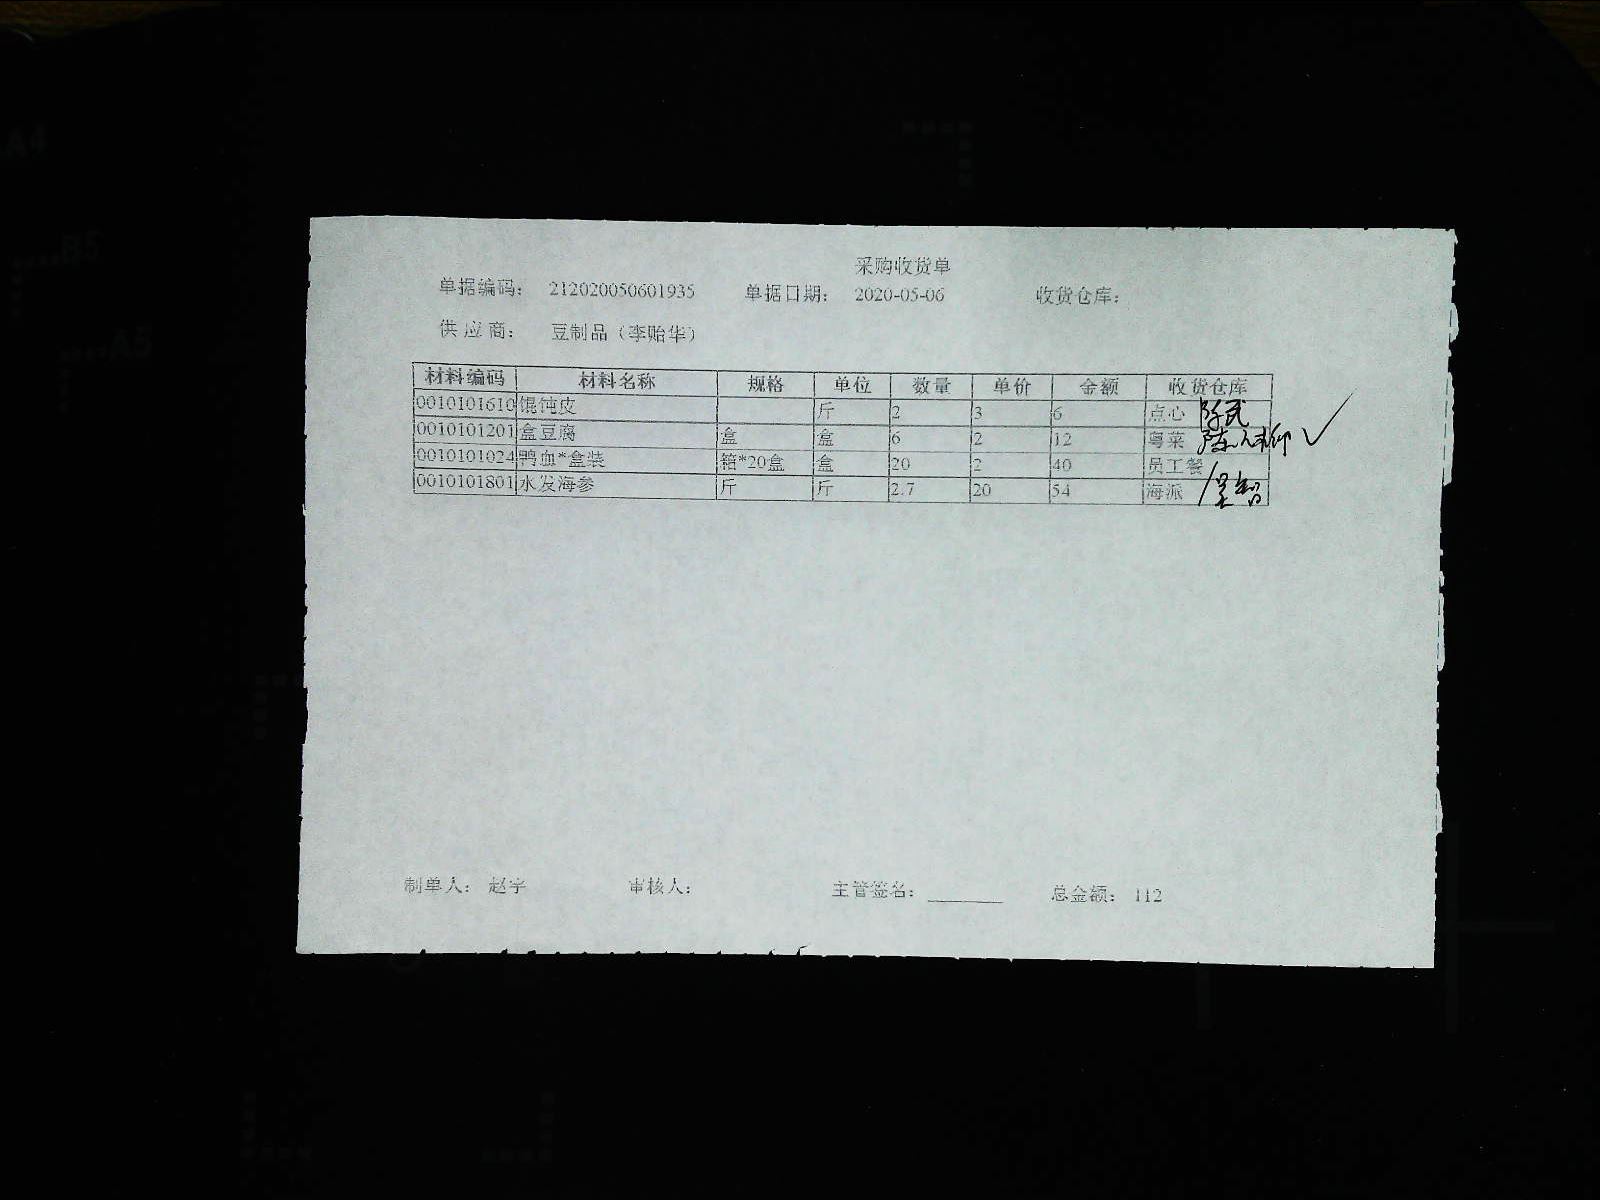 采购收货单
单据编码: 212020050601935 单据日期: 2020-05-06 收货仓库:
供应商: 豆制品（李贻华）
材料编码 材料名称 规格 单位 数量 单价 金额 收货仓库
0010101610 馄饨皮 斤 2 3 6 点心
0010101201 盒豆腐 盒 盒 6 2 12 粤菜
0010101024 鸭血*盒装 箱*20盒 盒 20 2 40 员工餐
0010101801 水发海参 斤 斤 2.7 20 54 海派
制单人: 赵宇 审核人: 主管签名: 总金额: 112
A4
B5
A5